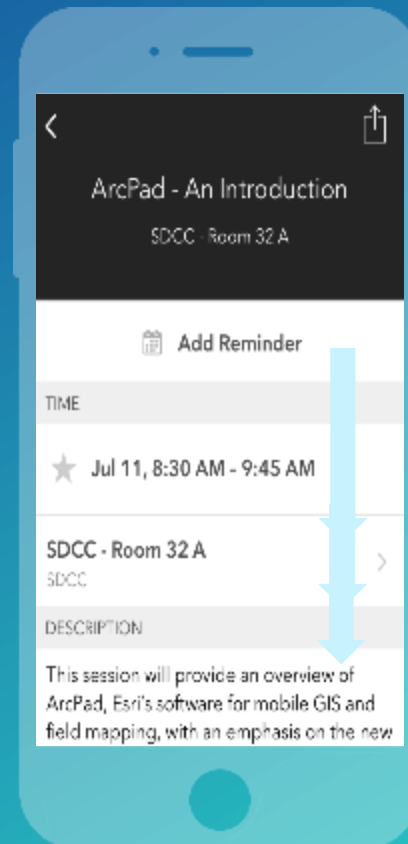 ArcPad - An Introduction
SDCC - Room 32 A
Add Reminder
TIME
Jul 11, 8:30 AM - 9:45 AM
SDCC - Room 32 A
SDCC
DESCRIPTION
This session will provide an overview of
ArcPad, Esri's software for mobile GIS and
field mapping, with an emphasis on the new